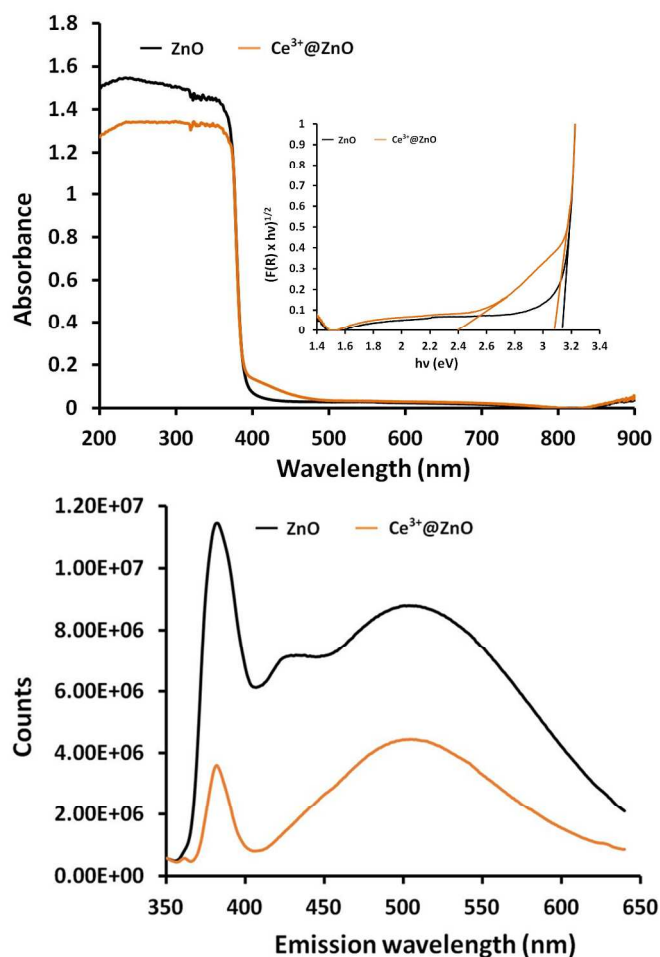 ZnO Ce³⁺@ZnO
1.8
1.6
1.4
1.2
1
0.8
0.6
0.4
0.2
0
Absorbance
200 300 400 500 600 700 800 900
Wavelength (nm)
ZnO Ce³⁺@ZnO
1
0.9
0.8
0.7
0.6
0.5
0.4
0.3
0.2
0.1
0
(F(R) x hν)^1/2
1.4 1.6 1.8 2 2.2 2.4 2.6 2.8 3 3.2 3.4
hν (eV)
ZnO Ce³⁺@ZnO
1.20E+07
1.00E+07
8.00E+06
6.00E+06
4.00E+06
2.00E+06
0.00E+00
Counts
350 400 450 500 550 600 650
Emission wavelength (nm)